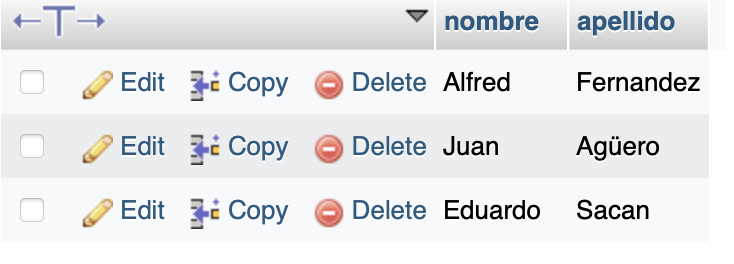 nombre apellido
Edit Copy Delete Alfred Fernandez
Edit Copy Delete Juan Agüero
Edit Copy Delete Eduardo Sacan